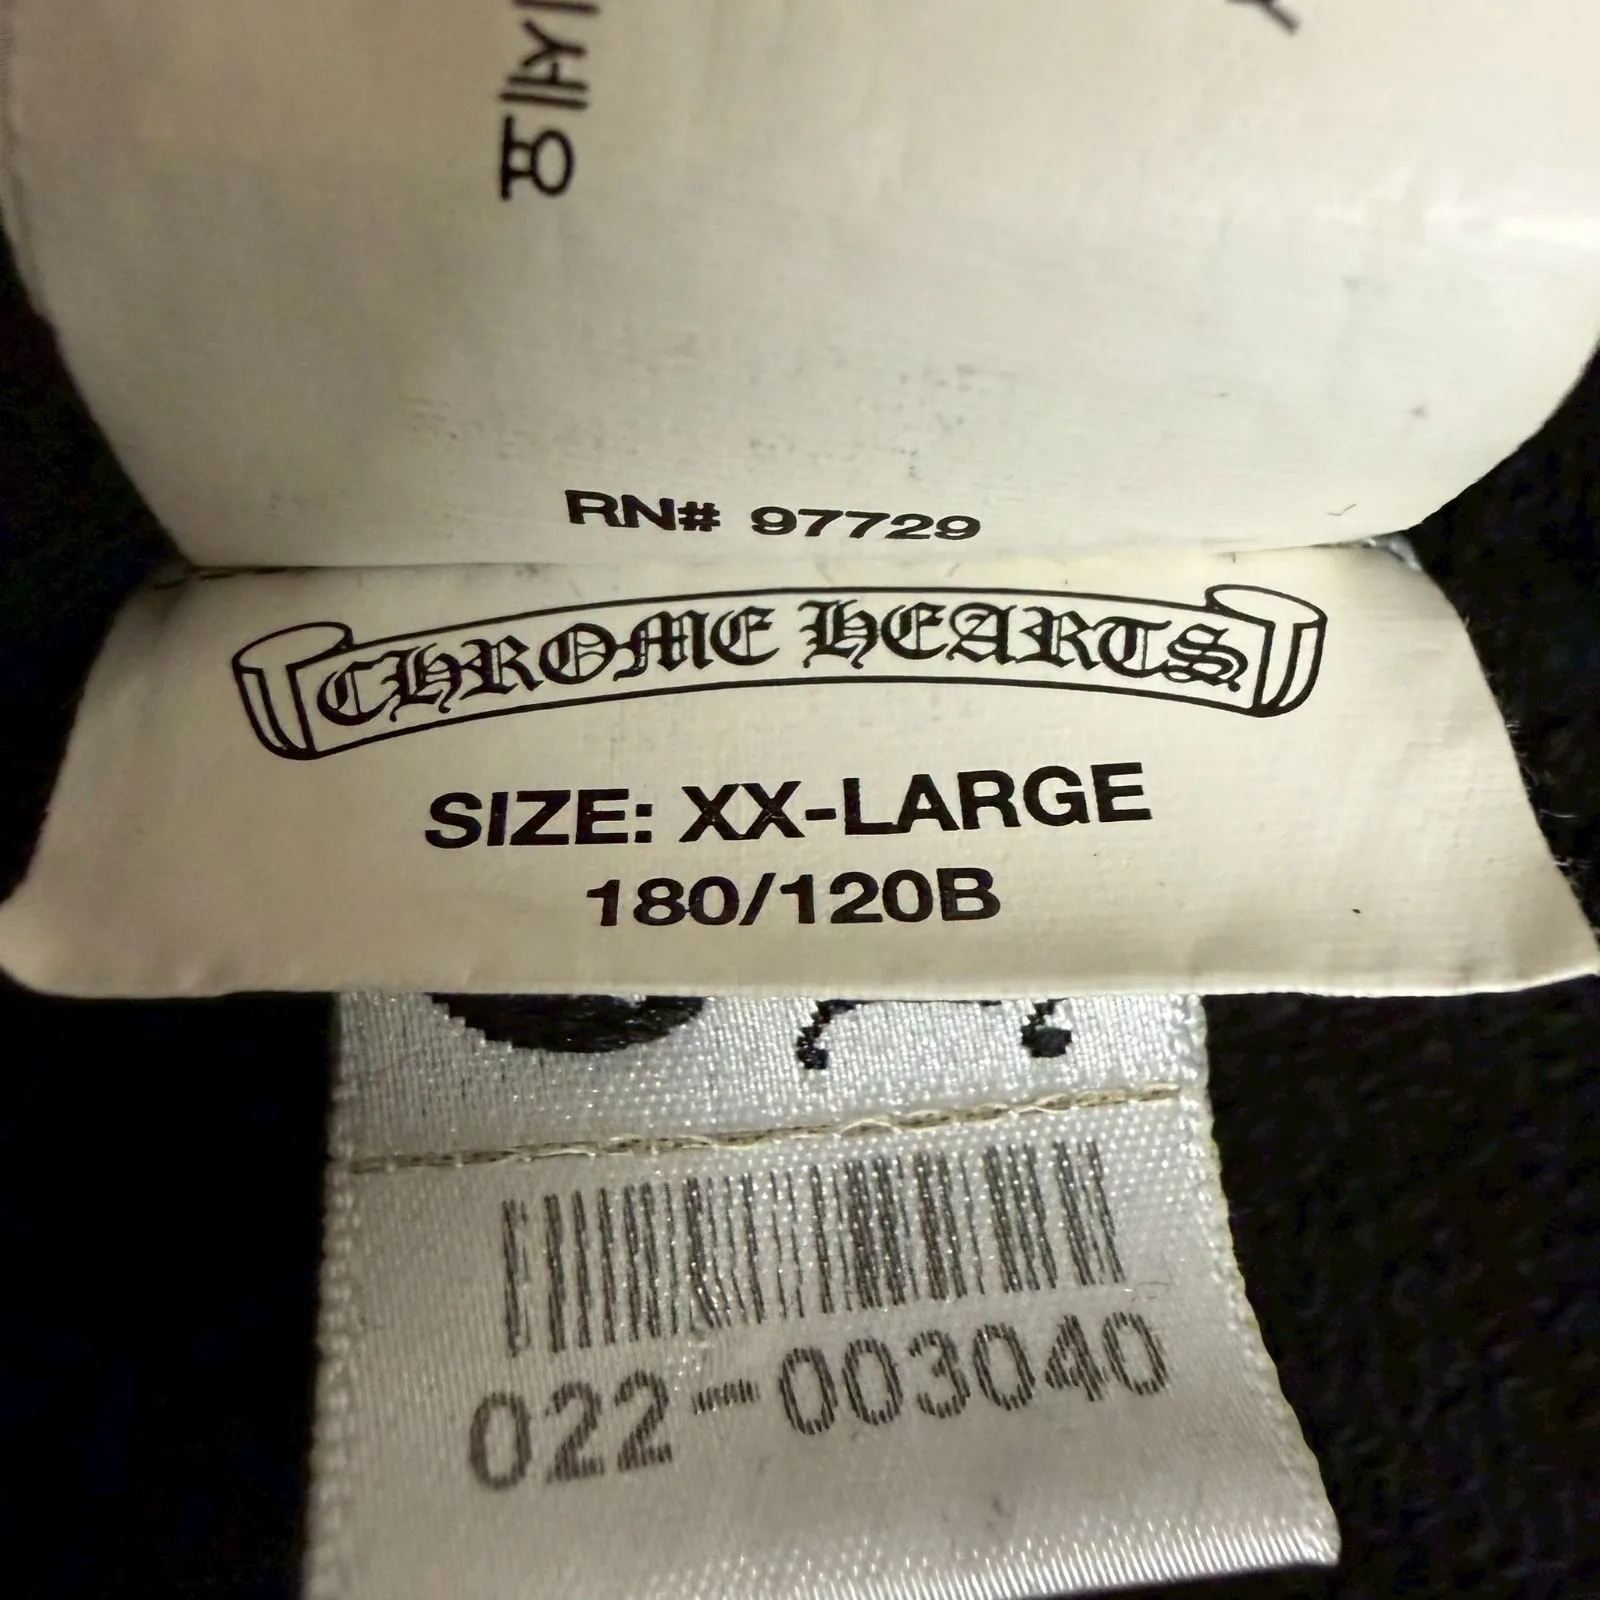 RN# 97729
CHROME HEARTS
SIZE: XX-LARGE
180/120B
022-003040